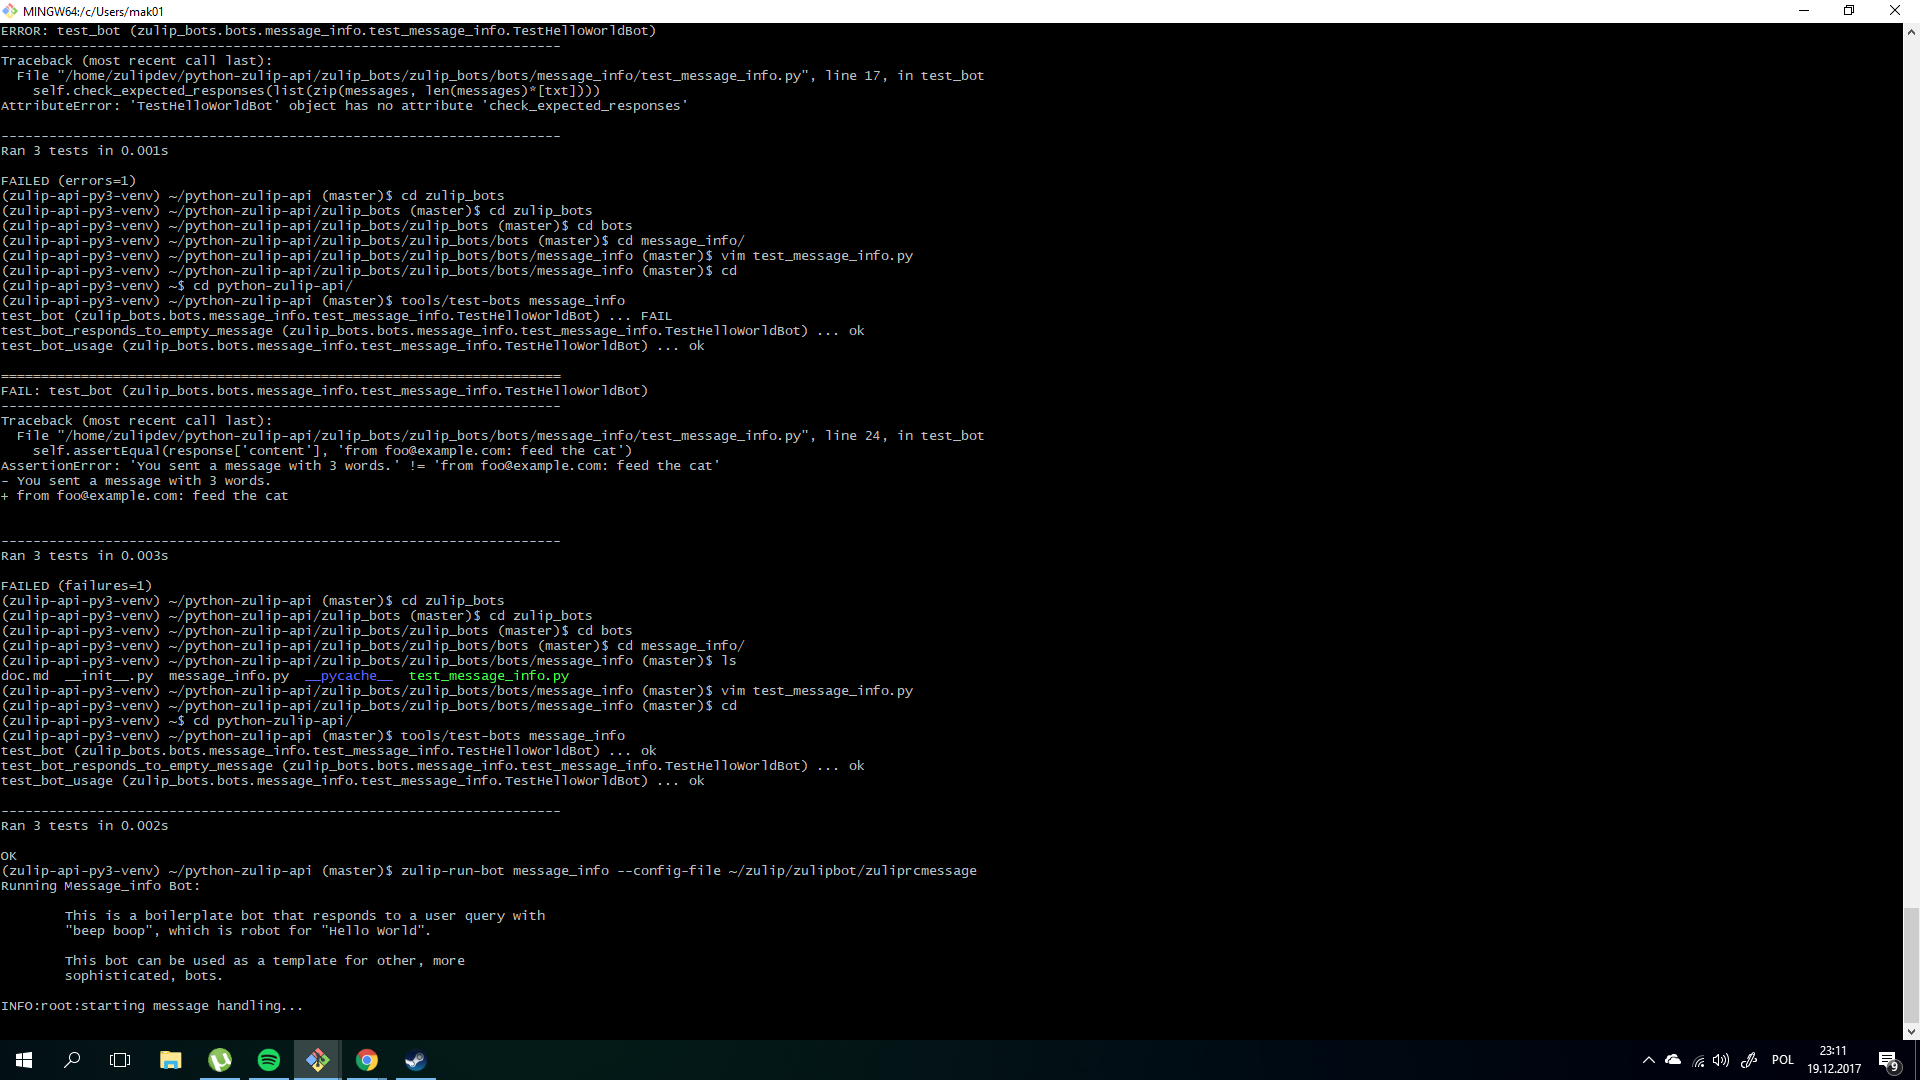 MINGW64:/c/Users/mak01
ERROR: test_bot (zulip_bots.bots.message_info.test_message_info.TestHelloWorldBot)
----------------------------------------------------------------------
Traceback (most recent call last):
  File "/home/zulipdev/python-zulip-api/zulip_bots/zulip_bots/bots/message_info/test_message_info.py", line 17, in test_bot
    self.check_expected_responses(list(zip(messages, len(messages)*[txt])))
AttributeError: 'TestHelloWorldBot' object has no attribute 'check_expected_responses'
----------------------------------------------------------------------
Ran 3 tests in 0.001s
FAILED (errors=1)
(zulip-api-py3-venv) ~/python-zulip-api (master)$ cd zulip_bots
(zulip-api-py3-venv) ~/python-zulip-api/zulip_bots (master)$ cd zulip_bots
(zulip-api-py3-venv) ~/python-zulip-api/zulip_bots/zulip_bots (master)$ cd bots
(zulip-api-py3-venv) ~/python-zulip-api/zulip_bots/zulip_bots/bots (master)$ cd message_info/
(zulip-api-py3-venv) ~/python-zulip-api/zulip_bots/zulip_bots/bots/message_info (master)$ vim test_message_info.py
(zulip-api-py3-venv) ~/python-zulip-api/zulip_bots/zulip_bots/bots/message_info (master)$ cd
(zulip-api-py3-venv) ~$ cd python-zulip-api/
(zulip-api-py3-venv) ~/python-zulip-api (master)$ tools/test-bots message_info
test_bot (zulip_bots.bots.message_info.test_message_info.TestHelloWorldBot) ... FAIL
test_bot_responds_to_empty_message (zulip_bots.bots.message_info.test_message_info.TestHelloWorldBot) ... ok
test_bot_usage (zulip_bots.bots.message_info.test_message_info.TestHelloWorldBot) ... ok
======================================================================
FAIL: test_bot (zulip_bots.bots.message_info.test_message_info.TestHelloWorldBot)
----------------------------------------------------------------------
Traceback (most recent call last):
  File "/home/zulipdev/python-zulip-api/zulip_bots/zulip_bots/bots/message_info/test_message_info.py", line 24, in test_bot
    self.assertEqual(response['content'], 'from foo@example.com: feed the cat')
AssertionError: 'You sent a message with 3 words.' != 'from foo@example.com: feed the cat'
- You sent a message with 3 words.
+ from foo@example.com: feed the cat
----------------------------------------------------------------------
Ran 3 tests in 0.003s
FAILED (failures=1)
(zulip-api-py3-venv) ~/python-zulip-api (master)$ cd zulip_bots
(zulip-api-py3-venv) ~/python-zulip-api/zulip_bots (master)$ cd zulip_bots
(zulip-api-py3-venv) ~/python-zulip-api/zulip_bots/zulip_bots (master)$ cd bots
(zulip-api-py3-venv) ~/python-zulip-api/zulip_bots/zulip_bots/bots (master)$ cd message_info/
(zulip-api-py3-venv) ~/python-zulip-api/zulip_bots/zulip_bots/bots/message_info (master)$ ls
doc.md  __init__.py  message_info.py  __pycache__  test_message_info.py
(zulip-api-py3-venv) ~/python-zulip-api/zulip_bots/zulip_bots/bots/message_info (master)$ vim test_message_info.py
(zulip-api-py3-venv) ~/python-zulip-api/zulip_bots/zulip_bots/bots/message_info (master)$ cd
(zulip-api-py3-venv) ~$ cd python-zulip-api/
(zulip-api-py3-venv) ~/python-zulip-api (master)$ tools/test-bots message_info
test_bot (zulip_bots.bots.message_info.test_message_info.TestHelloWorldBot) ... ok
test_bot_responds_to_empty_message (zulip_bots.bots.message_info.test_message_info.TestHelloWorldBot) ... ok
test_bot_usage (zulip_bots.bots.message_info.test_message_info.TestHelloWorldBot) ... ok
----------------------------------------------------------------------
Ran 3 tests in 0.002s
OK
(zulip-api-py3-venv) ~/python-zulip-api (master)$ zulip-run-bot message_info --config-file ~/zulip/zulipbot/zuliprcmessage
Running Message_info Bot:
        This is a boilerplate bot that responds to a user query with
        "beep boop", which is robot for "Hello World".
        This bot can be used as a template for other, more
        sophisticated, bots.
INFO:root:starting message handling...
POL
23:11
19.12.2017
9